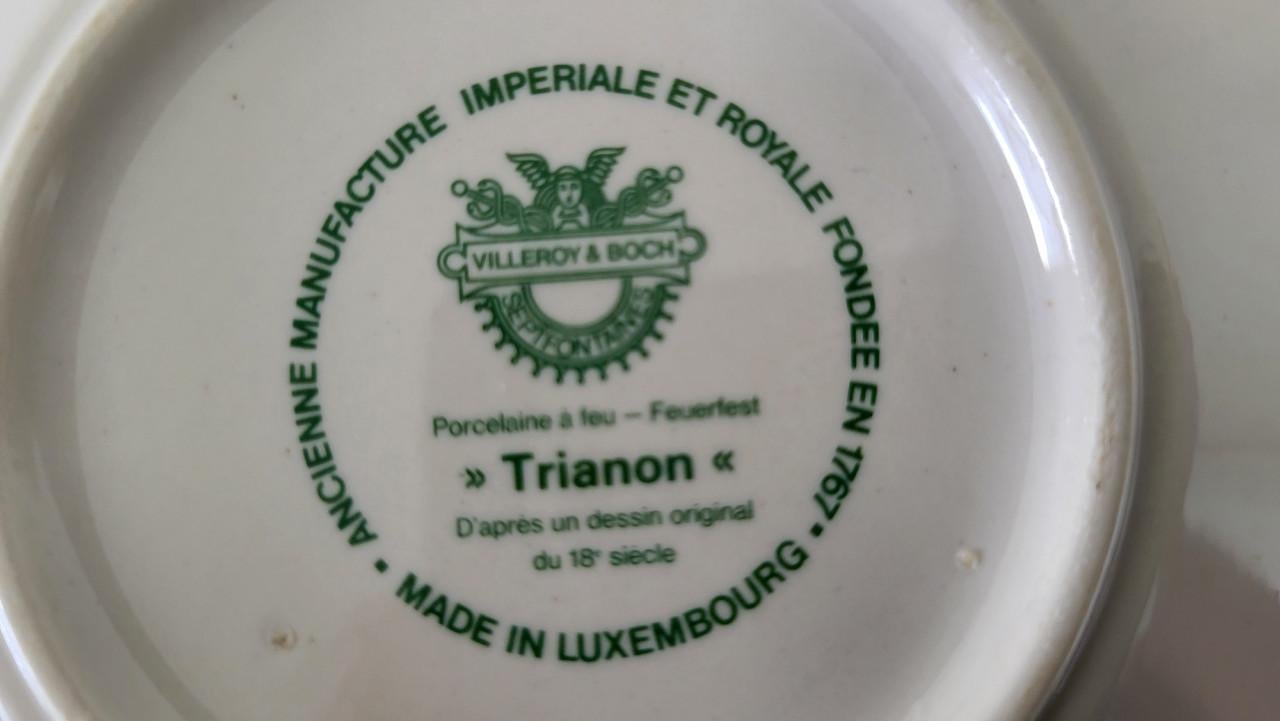 ANCIENNE MANUFACTURE IMPERIALE ET ROYALE FONDEE EN 1767 •
VILLEROY & BOCH
SEPTFONTAINES
Porcelaine à feu — Feuerfest
» Trianon «
D'après un dessin original
du 18e siècle
• MADE IN LUXEMBOURG